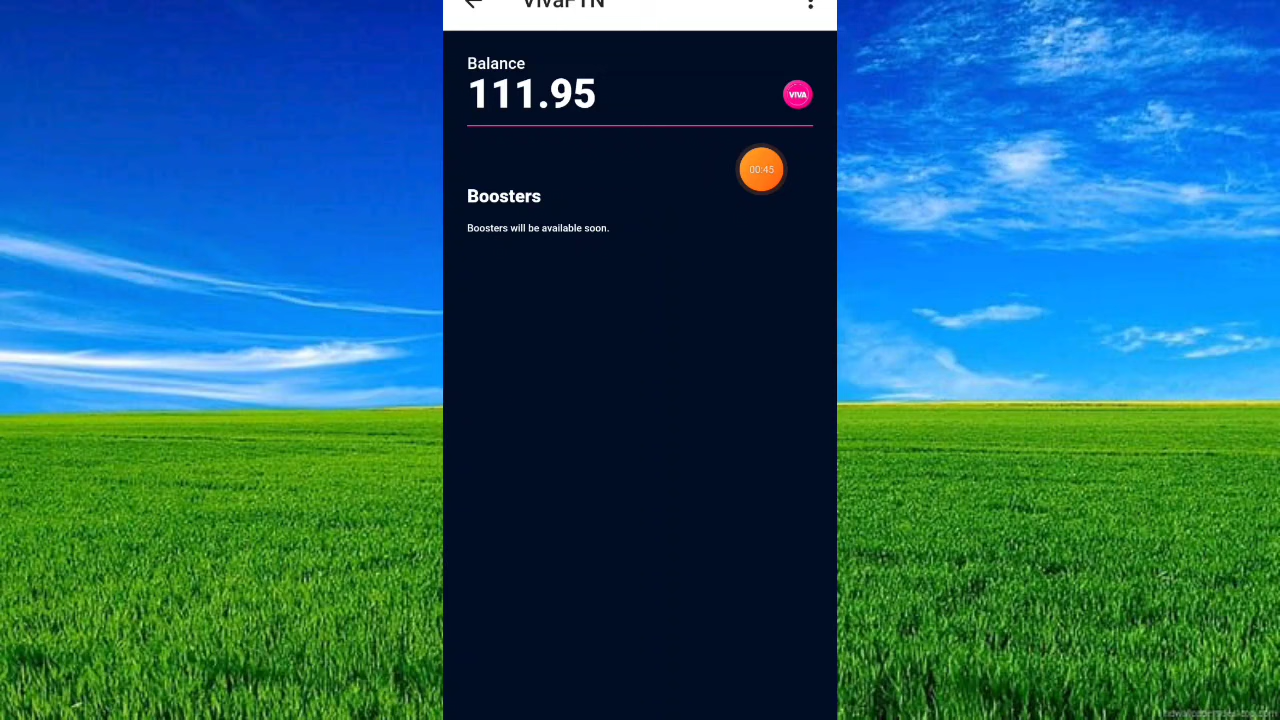 VivaFTN
Balance
111.95
VIVA
00:45
Boosters
Boosters will be available soon.